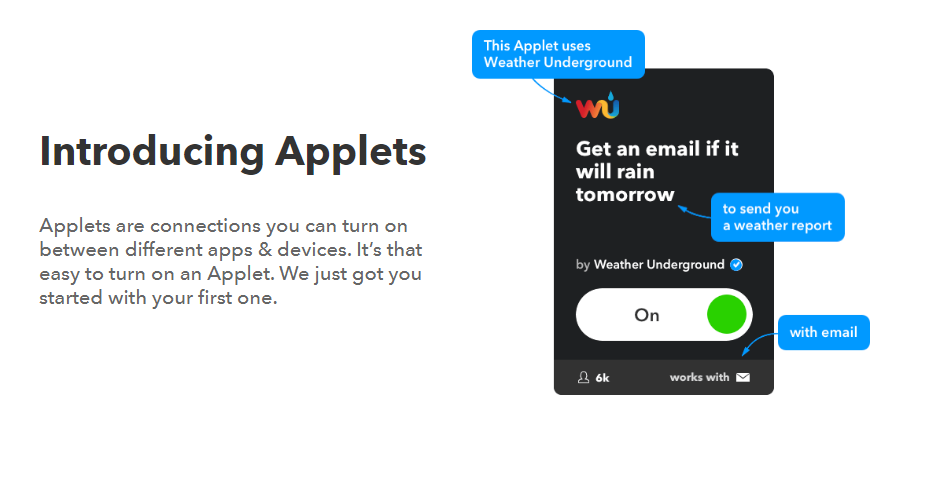 Introducing Applets
Applets are connections you can turn on
between different apps & devices. It's that
easy to turn on an Applet. We just got you
started with your first one.
This Applet uses
Weather Underground
wu
Get an email if it
will rain
tomorrow
to send you
a weather report
by Weather Underground
On
with email
6k
works with